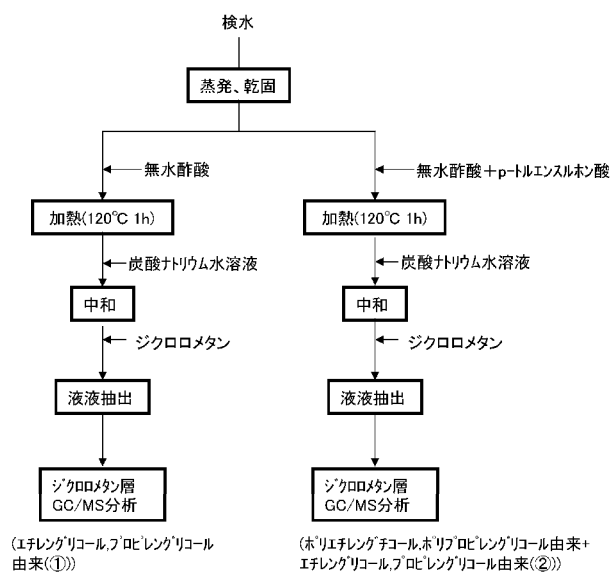 検水
蒸発、乾固
無水酢酸
無水酢酸+p-トルエンスルホン酸
加熱(120℃ 1h)
加熱(120℃ 1h)
炭酸ナトリウム水溶液
炭酸ナトリウム水溶液
中和
中和
ジクロロメタン
ジクロロメタン
液液抽出
液液抽出
ジクロロメタン層
GC/MS分析
ジクロロメタン層
GC/MS分析
(エチレングリコール,プロピレングリコール
由来(①))
(ポリエチレングチコール,ポリプロピレングリコール由来+
エチレングリコール,プロピレングリコール由来(②))